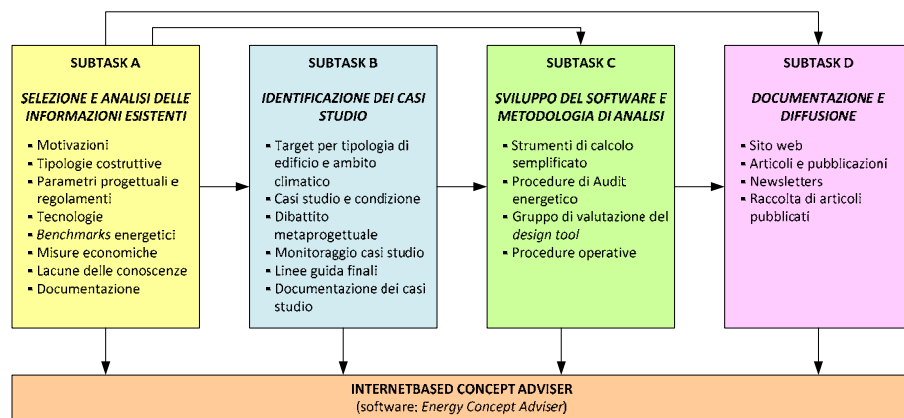 SUBTASK A
SELEZIONE E ANALISI DELLE
INFORMAZIONI ESISTENTI
▪ Motivazioni
▪ Tipologie costruttive
▪ Parametri progettuali e
regolamenti
▪ Tecnologie
▪ Benchmarks energetici
▪ Misure economiche
▪ Lacune delle conoscenze
▪ Documentazione
SUBTASK B
IDENTIFICAZIONE DEI CASI
STUDIO
▪ Target per tipologia di
edificio e ambito
climatico
▪ Casi studio e condizione
▪ Dibattito
metaprogettuale
▪ Monitoraggio casi studio
▪ Linee guida finali
▪ Documentazione dei casi
studio
SUBTASK C
SVILUPPO DEL SOFTWARE E
METODOLOGIA DI ANALISI
▪ Strumenti di calcolo
semplificato
▪ Procedure di Audit
energetico
▪ Gruppo di valutazione del
design tool
▪ Procedure operative
SUBTASK D
DOCUMENTAZIONE E
DIFFUSIONE
▪ Sito web
▪ Articoli e pubblicazioni
▪ Newsletters
▪ Raccolta di articoli
pubblicati
INTERNETBASED CONCEPT ADVISER
(software: Energy Concept Adviser)